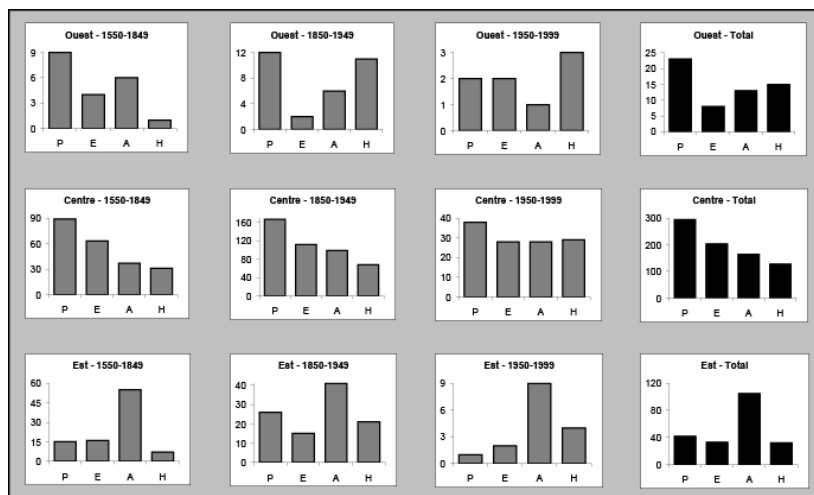 Ouest - 1550-1849
9
6
3
0
P E A H
Ouest - 1850-1949
12
8
4
0
P E A H
Ouest - 1950-1999
3
2
1
0
P E A H
Ouest - Total
25
20
15
10
5
0
P E A H
Centre - 1550-1849
90
60
30
0
P E A H
Centre - 1850-1949
160
120
80
40
0
P E A H
Centre - 1950-1999
40
30
20
10
0
P E A H
Centre - Total
300
200
100
0
P E A H
Est - 1550-1849
60
45
30
15
0
P E A H
Est - 1850-1949
40
30
20
10
0
P E A H
Est - 1950-1999
9
6
3
0
P E A H
Est - Total
120
80
40
0
P E A H